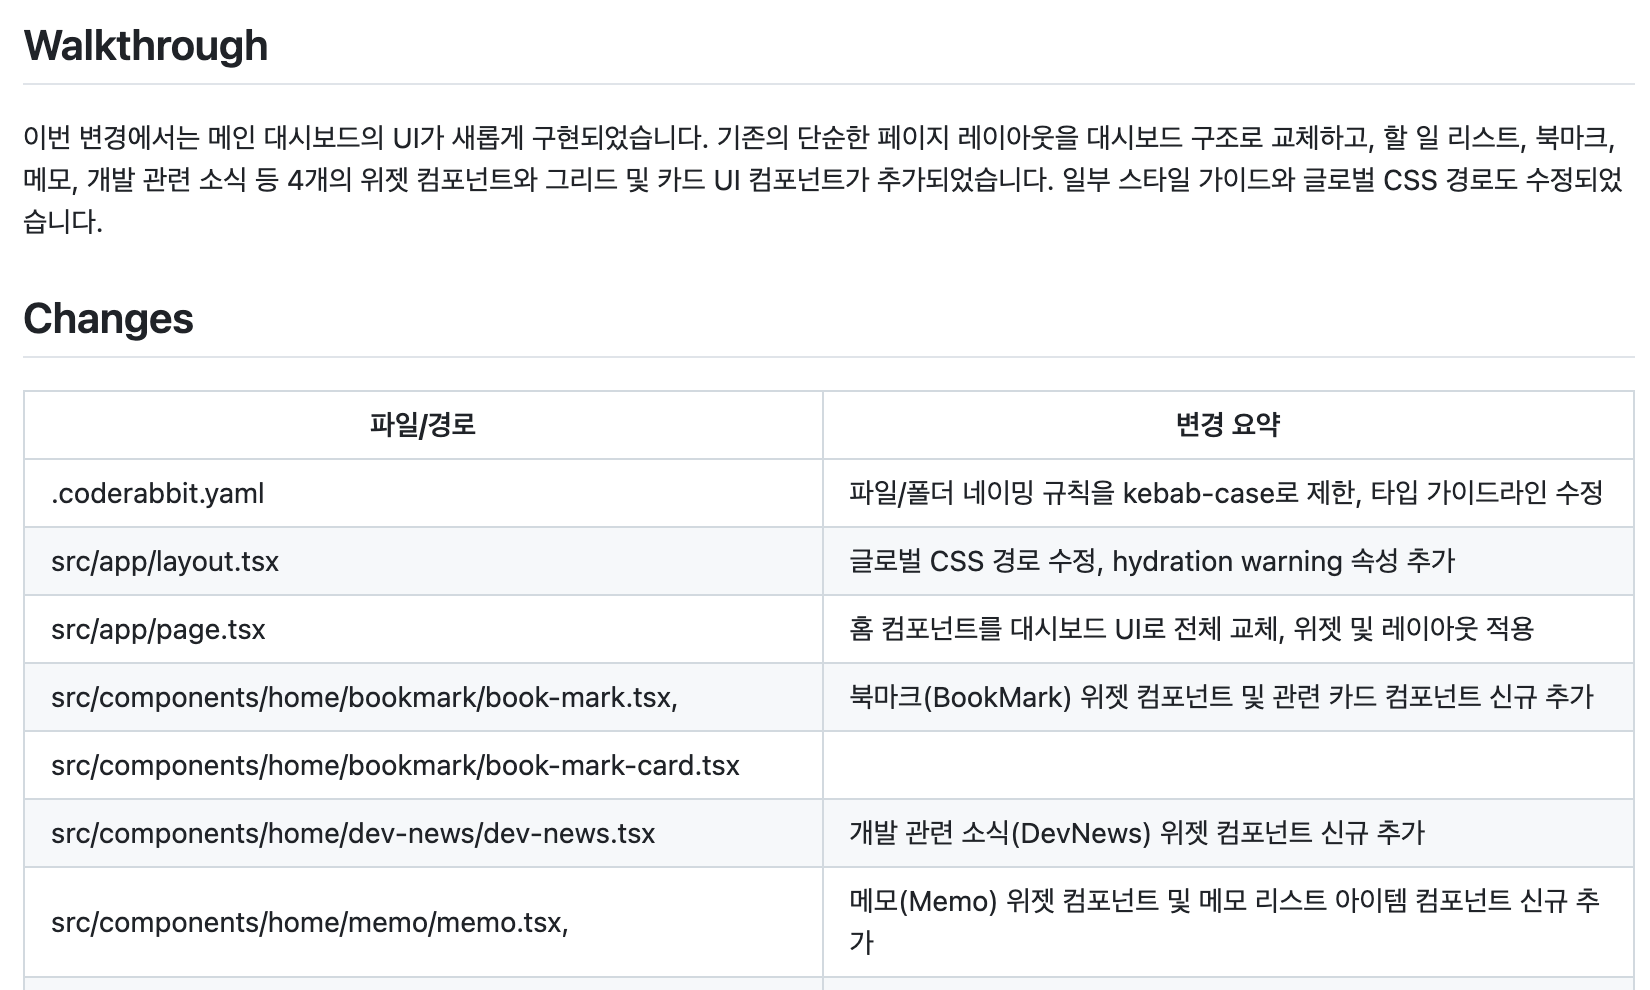 Walkthrough
이번 변경에서는 메인 대시보드의 UI가 새롭게 구현되었습니다. 기존의 단순한 페이지 레이아웃을 대시보드 구조로 교체하고, 할 일 리스트, 북마크,
메모, 개발 관련 소식 등 4개의 위젯 컴포넌트와 그리드 및 카드 UI 컴포넌트가 추가되었습니다. 일부 스타일 가이드와 글로벌 CSS 경로도 수정되었
습니다.
Changes
파일/경로 변경 요약
.coderabbit.yaml 파일/폴더 네이밍 규칙을 kebab-case로 제한, 타입 가이드라인 수정
src/app/layout.tsx 글로벌 CSS 경로 수정, hydration warning 속성 추가
src/app/page.tsx 홈 컴포넌트를 대시보드 UI로 전체 교체, 위젯 및 레이아웃 적용
src/components/home/bookmark/book-mark.tsx, 북마크(BookMark) 위젯 컴포넌트 및 관련 카드 컴포넌트 신규 추가
src/components/home/bookmark/book-mark-card.tsx
src/components/home/dev-news/dev-news.tsx 개발 관련 소식(DevNews) 위젯 컴포넌트 신규 추가
src/components/home/memo/memo.tsx, 메모(Memo) 위젯 컴포넌트 및 메모 리스트 아이템 컴포넌트 신규 추
가